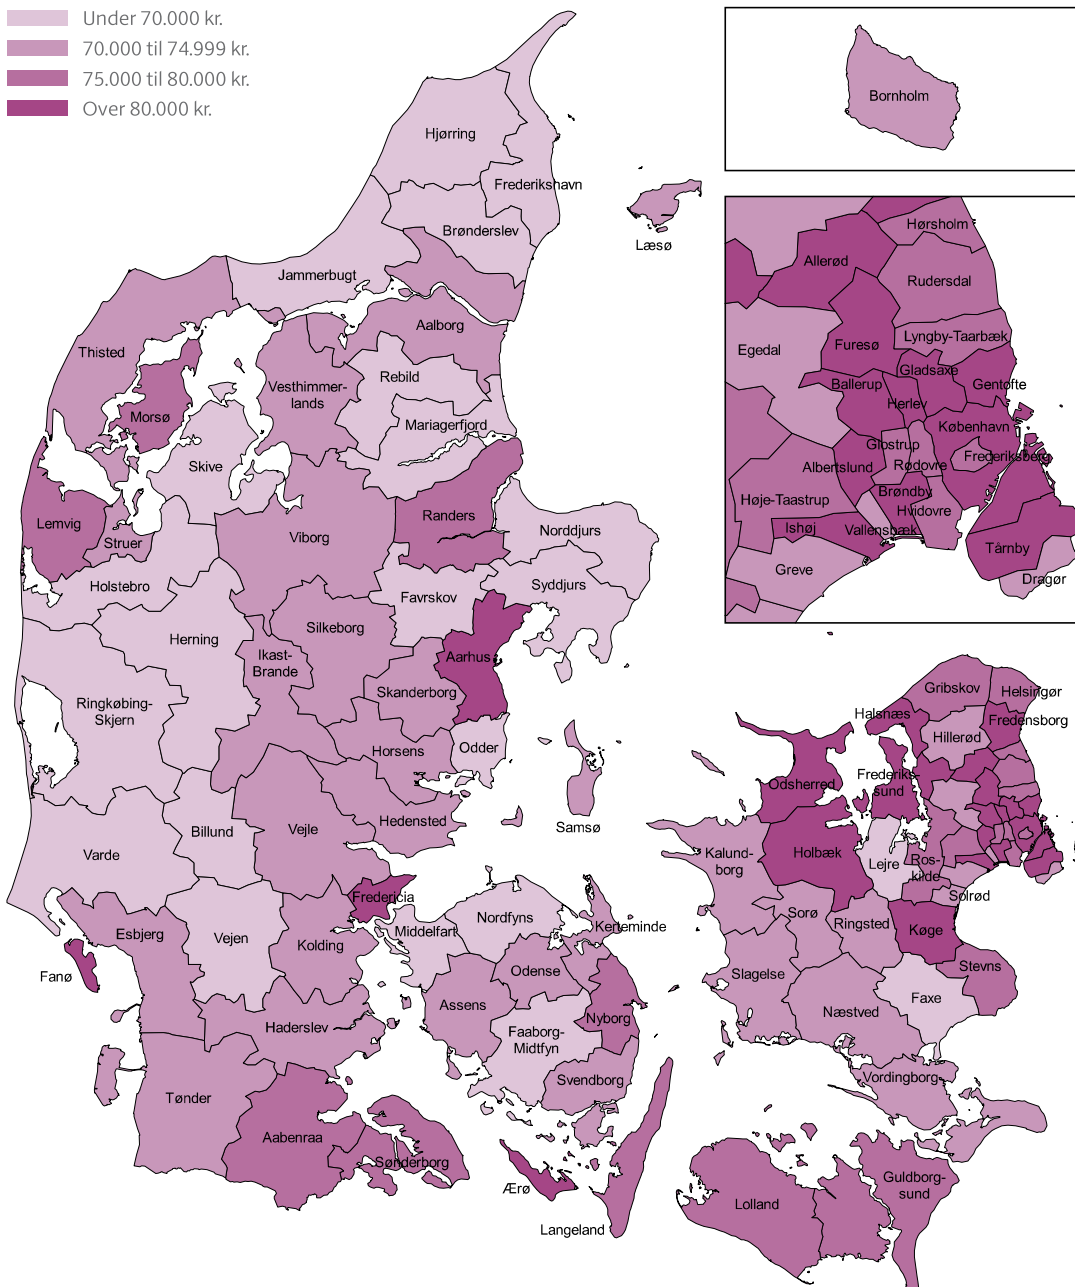 Under 70.000 kr.
70.000 til 74.999 kr.
75.000 til 80.000 kr.
Over 80.000 kr.
Bornholm
Hjørring
Frederikshavn
Brønderslev
Læsø
Jammerbugt
Aalborg
Thisted
Rebild
Vesthimmer-
lands
Morsø
Mariagerfjord
Skive
Lemvig
Struer
Viborg
Randers
Norddjurs
Holstebro
Syddjurs
Favrskov
Herning
Silkeborg
Ikast-
Brande
Aarhus
Skanderborg
Ringkøbing-
Skjern
Horsens
Odder
Hedensted
Samsø
Billund
Vejle
Varde
Fredericia
Esbjerg
Vejen
Kolding
Middelfart
Nordfyns
Kerteminde
Fanø
Odense
Assens
Nyborg
Haderslev
Faaborg-
Midtfyn
Svendborg
Tønder
Aabenraa
Sønderborg
Ærø
Langeland
Hørsholm
Allerød
Rudersdal
Lyngby-Taarbæk
Egedal
Furesø
Gladsaxe
Ballerup
Gentofte
Herlev
København
Glostrup
Frederiksberg
Albertslund
Rødovre
Brøndby
Høje-Taastrup
Hvidovre
Ishøj
Vallensbæk
Tårnby
Greve
Dragør
Gribskov
Helsingør
Halsnæs
Fredensborg
Hillerød
Odsherred
Frederiks-
sund
Kalund-
borg
Holbæk
Lejre
Ros-
kilde
Solrød
Sorø
Ringsted
Køge
Slagelse
Stevns
Næstved
Faxe
Vordingborg
Guldborg-
sund
Lolland